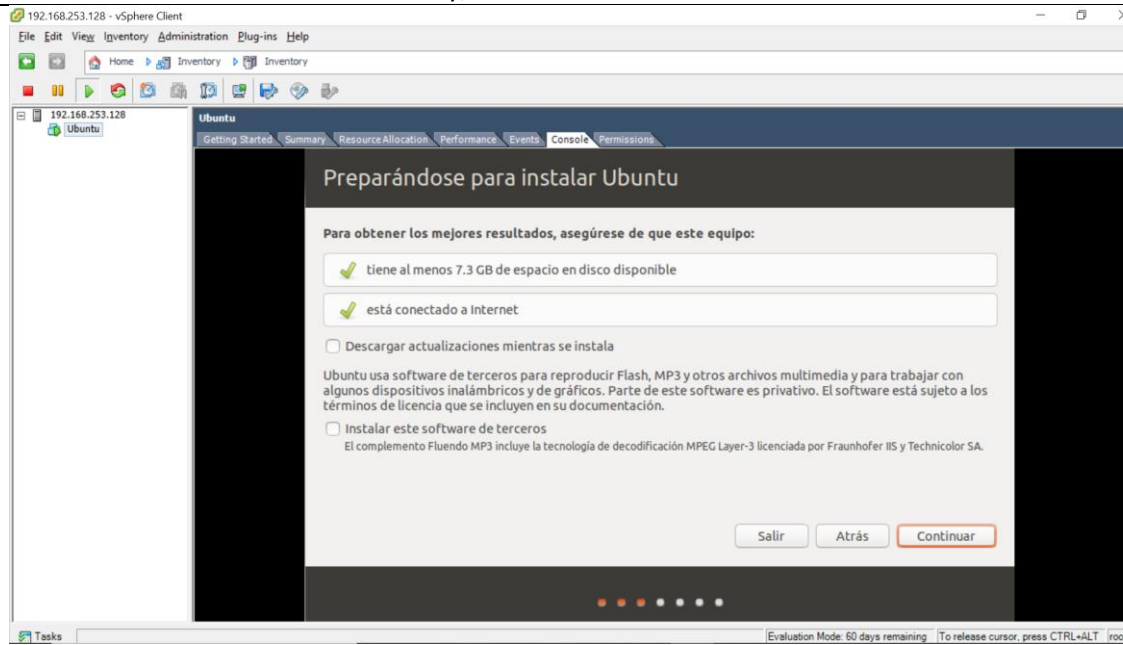 192.168.253.128 - vSphere Client
File Edit View Inventory Administration Plug-ins Help
Home Inventory Inventory
192.168.253.128
Ubuntu
Ubuntu
Getting Started Summary Resource Allocation Performance Events Console Permissions
Preparándose para instalar Ubuntu
Para obtener los mejores resultados, asegúrese de que este equipo:
tiene al menos 7.3 GB de espacio en disco disponible
está conectado a Internet
Descargar actualizaciones mientras se instala
Ubuntu usa software de terceros para reproducir Flash, MP3 y otros archivos multimedia y para trabajar con
algunos dispositivos inalámbricos y de gráficos. Parte de este software es privativo. El software está sujeto a los
términos de licencia que se incluyen en su documentación.
Instalar este software de terceros
El complemento Fluendo MP3 incluye la tecnología de decodificación MPEG Layer-3 licenciada por Fraunhofer IIS y Technicolor SA.
Salir Atrás Continuar
Tasks Evaluation Mode: 60 days remaining To release cursor, press CTRL+ALT roo